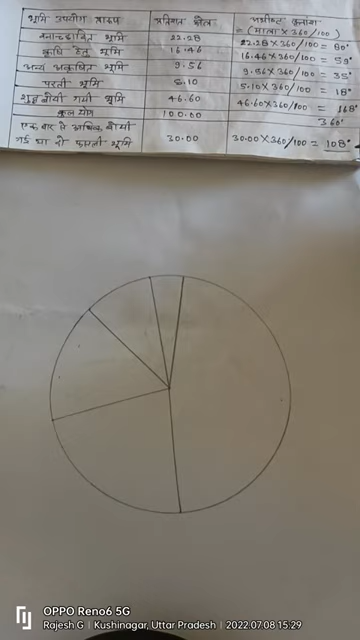 भूमि उपयोग प्रारूप प्रतिशत क्षेत्र
= (मात्रा × 360/100)
22.28 22.28 × 360/100 = 80°
कृषि हेतु भूमि 16.46 16.46 × 360/100 = 59°
अन्य अकृषित भूमि 9.56 9.56 × 360/100 = 35°
परती भूमि 5.10 5.10 × 360/100 = 18°
शुद्ध बोयी गयी भूमि 46.60 46.60 × 360/100 = 168°
कुल योग 100.00 360°
एक बार से अधिक बोयी
गई या दो फसली भूमि 30.00 30.00 × 360/100 = 108°
OPPO Reno6 5G
Rajesh.G | Kushinagar, Uttar Pradesh | 2022.07.08 15:29